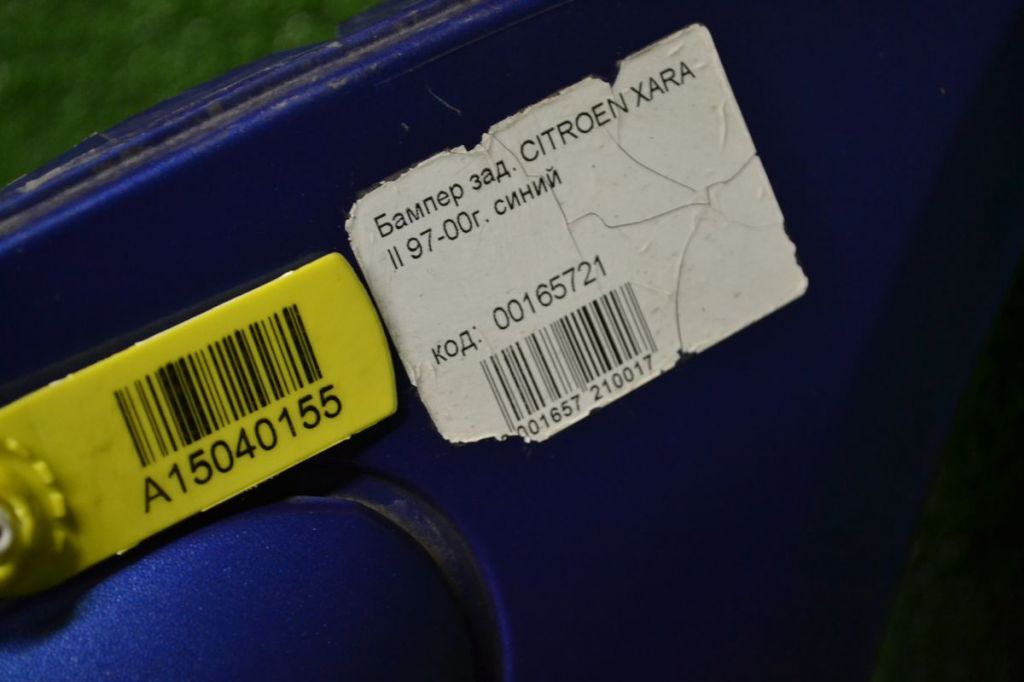 Бампер зад. CITROEN XARA
II 97-00г. синий
код: 00165721
001657 210017
A15040155